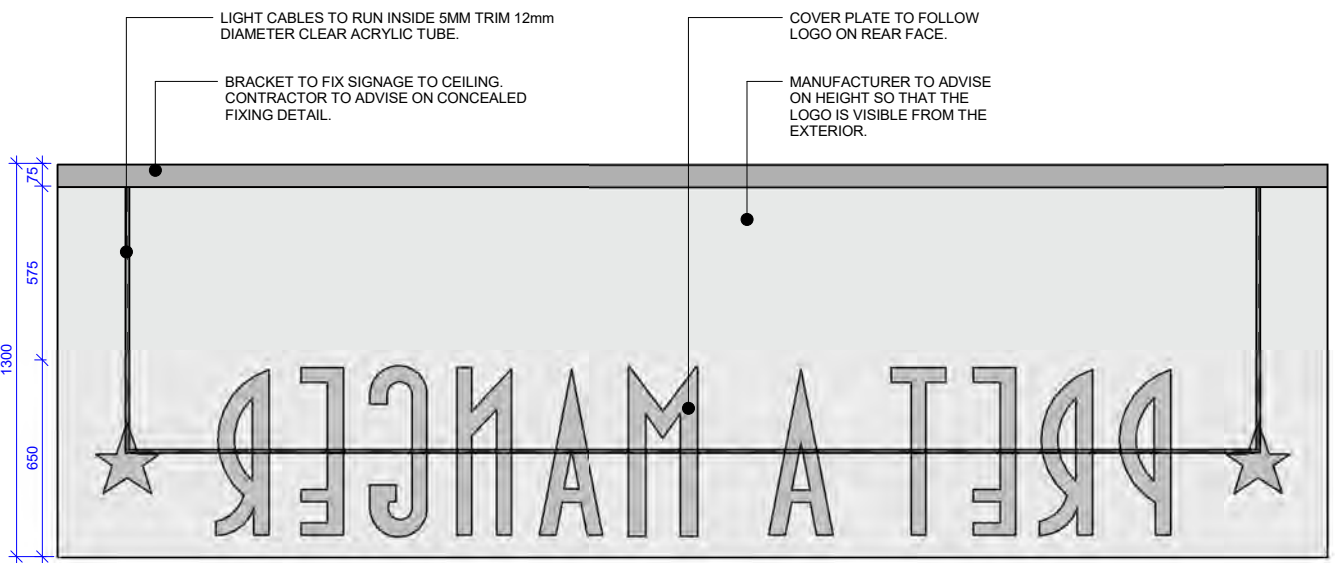 LIGHT CABLES TO RUN INSIDE 5MM TRIM 12mm
DIAMETER CLEAR ACRYLIC TUBE.
BRACKET TO FIX SIGNAGE TO CEILING.
CONTRACTOR TO ADVISE ON CONCEALED
FIXING DETAIL.
COVER PLATE TO FOLLOW
LOGO ON REAR FACE.
MANUFACTURER TO ADVISE
ON HEIGHT SO THAT THE
LOGO IS VISIBLE FROM THE
EXTERIOR.
75
575
1300
650
PRET A MANGER